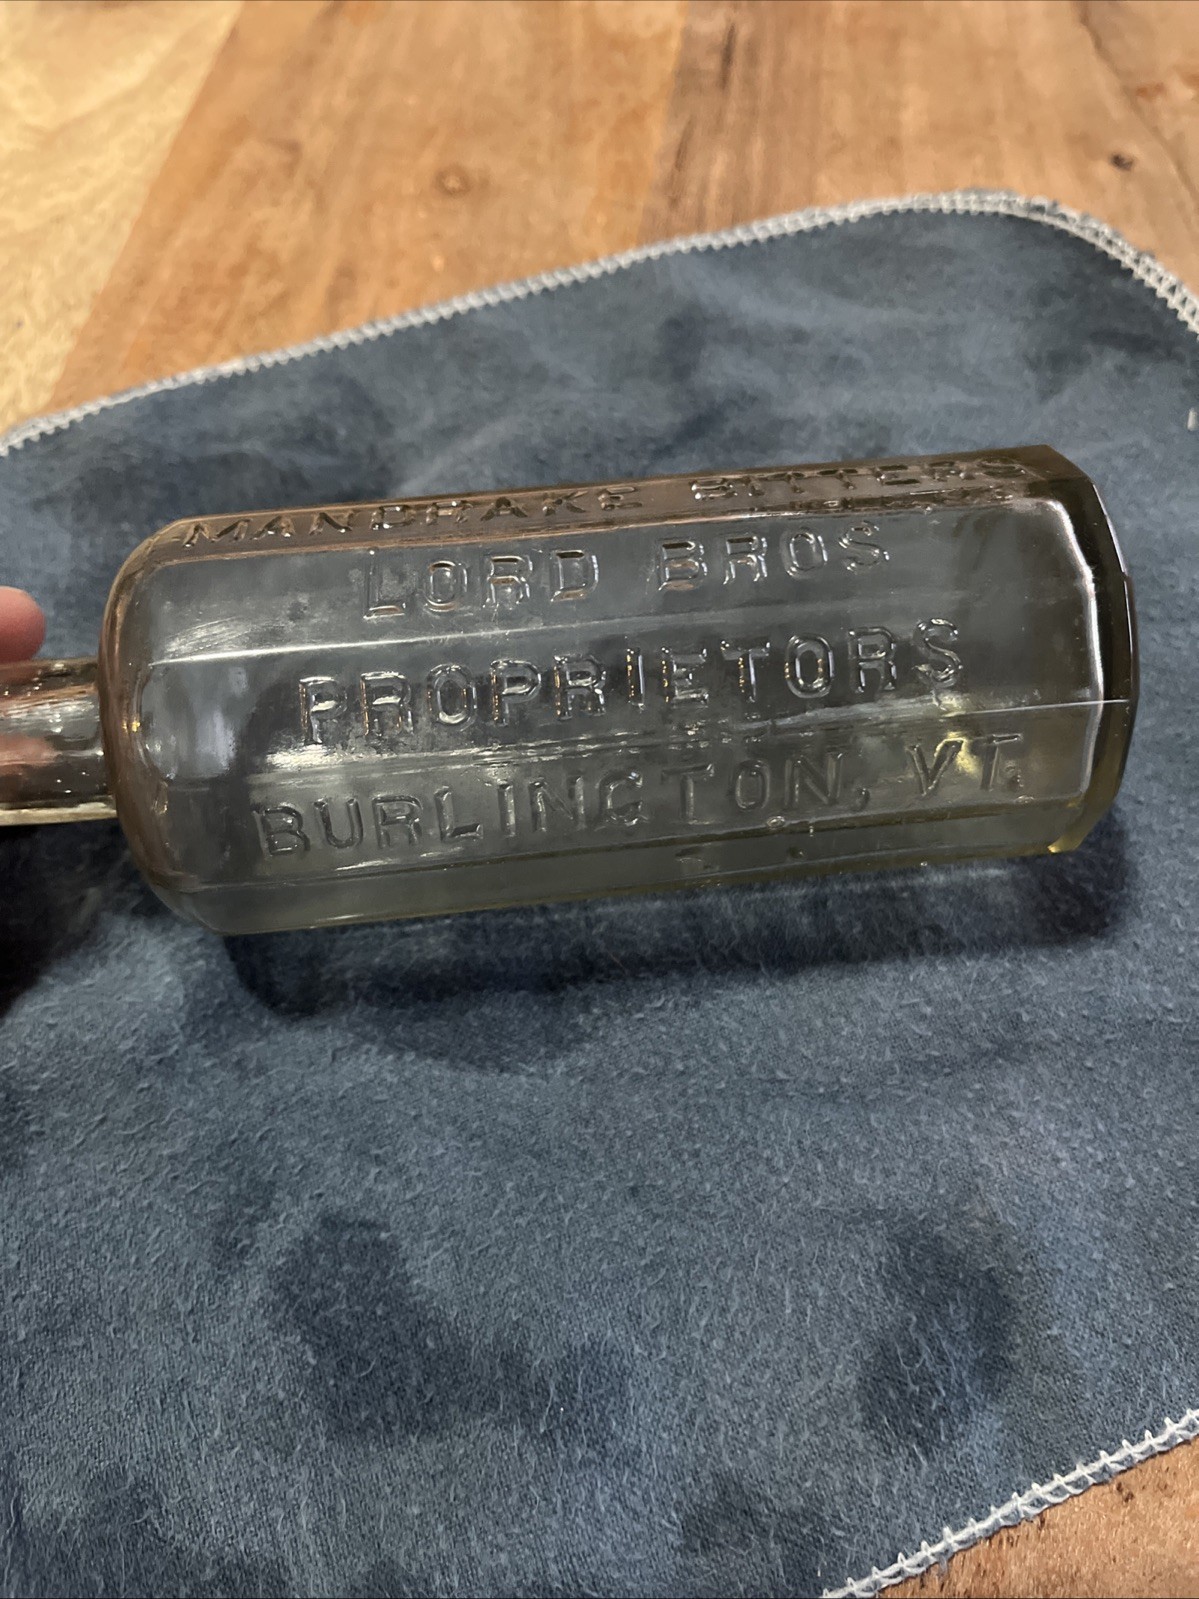 MANDRAKE BITTERS
LORD BROS
PROPRIETORS
BURLINGTON, VT.